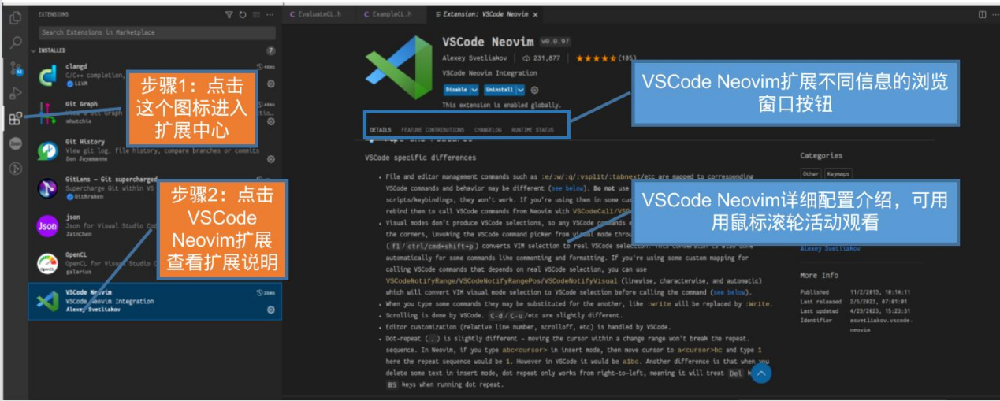 EXTENSIONS
Search Extensions in Marketplace
INSTALLED
7
clangd
C/C++ completion,
LLVM
40ms
Git Graph
View a Git Graph
mhutchie
Git History
View git log, file history, compare branches or commits
Don Jayamanne
GitLens — Git supercharged
Supercharge Git within VS
GitKraken
json
Json for Visual Studio Cod
ZainChen
OpenCL
OpenCL for Visual Studio C
galarius
VSCode Neovim
26ms
VSCode Neovim Integration
Alexey Svetliakov
步骤1：点击
这个图标进入
扩展中心
步骤2：点击
VSCode
Neovim扩展
查看扩展说明
EvaluateCL.h
ExampleCL.h
Extension: VSCode Neovim
VSCode Neovim v0.0.97
Alexey Svetliakov
231,877
(105)
VSCode Neovim Integration
Disable
Uninstall
This extension is enabled globally.
DETAILS FEATURE CONTRIBUTIONS CHANGELOG RUNTIME STATUS
VSCode Neovim扩展不同信息的浏览
窗口按钮
VSCode specific differences
File and editor management commands such as :e/:w/:q/:vsplit/:tabnext/etc are mapped to corresponding
VSCode commands and behavior may be different (see below). Do not use
scripts/keybindings, they won't work. If you're using them in some cus
rebind them to call VSCode commands from Neovim with VSCodeCall/VSC
Visual modes don't produce VSCode selections, so any VSCode commands e
the corners, invoking the VSCode command picker from visual mode throu
(f1/ctrl/cmd+shift+p) converts VIM selection to real VSCode selection. This conversion is also done
automatically for some commands like commenting and formatting. If you're using some custom mapping for
calling VSCode commands that depends on real VSCode selection, you can use
VSCodeNotifyRange/VSCodeNotifyRangePos/VSCodeNotifyVisual (linewise, characterwise, and automatic)
which will convert VIM visual mode selection to VSCode selection before calling the command (see below).
When you type some commands they may be substituted for the another, like :write will be replaced by :Write.
Scrolling is done by VSCode. C-d/C-u/etc are slightly different.
Editor customization (relative line number, scrolloff, etc) is handled by VSCode.
Dot-repeat (.) is slightly different - moving the cursor within a change range won't break the repeat.
sequence. In Neovim, if you type abc<cursor> in insert mode, then move cursor to a<cursor>bc and type 1
here the repeat sequence would be 1. However in VSCode it would be a1bc. Another difference is that when you
delete some text in insert mode, dot repeat only works from right-to-left, meaning it will treat Del k
BS keys when running dot repeat.
Categories
Other Keymaps
VSCode Neovim详细配置介绍，可用
用鼠标滚轮活动观看
Alexey Svetliakov
More Info
Published 11/2/2019, 10:14:11
Last released 2/5/2023, 07:01:01
Last updated 4/29/2023, 15:23:31
Identifier asvetliakov.vscode-
neovim